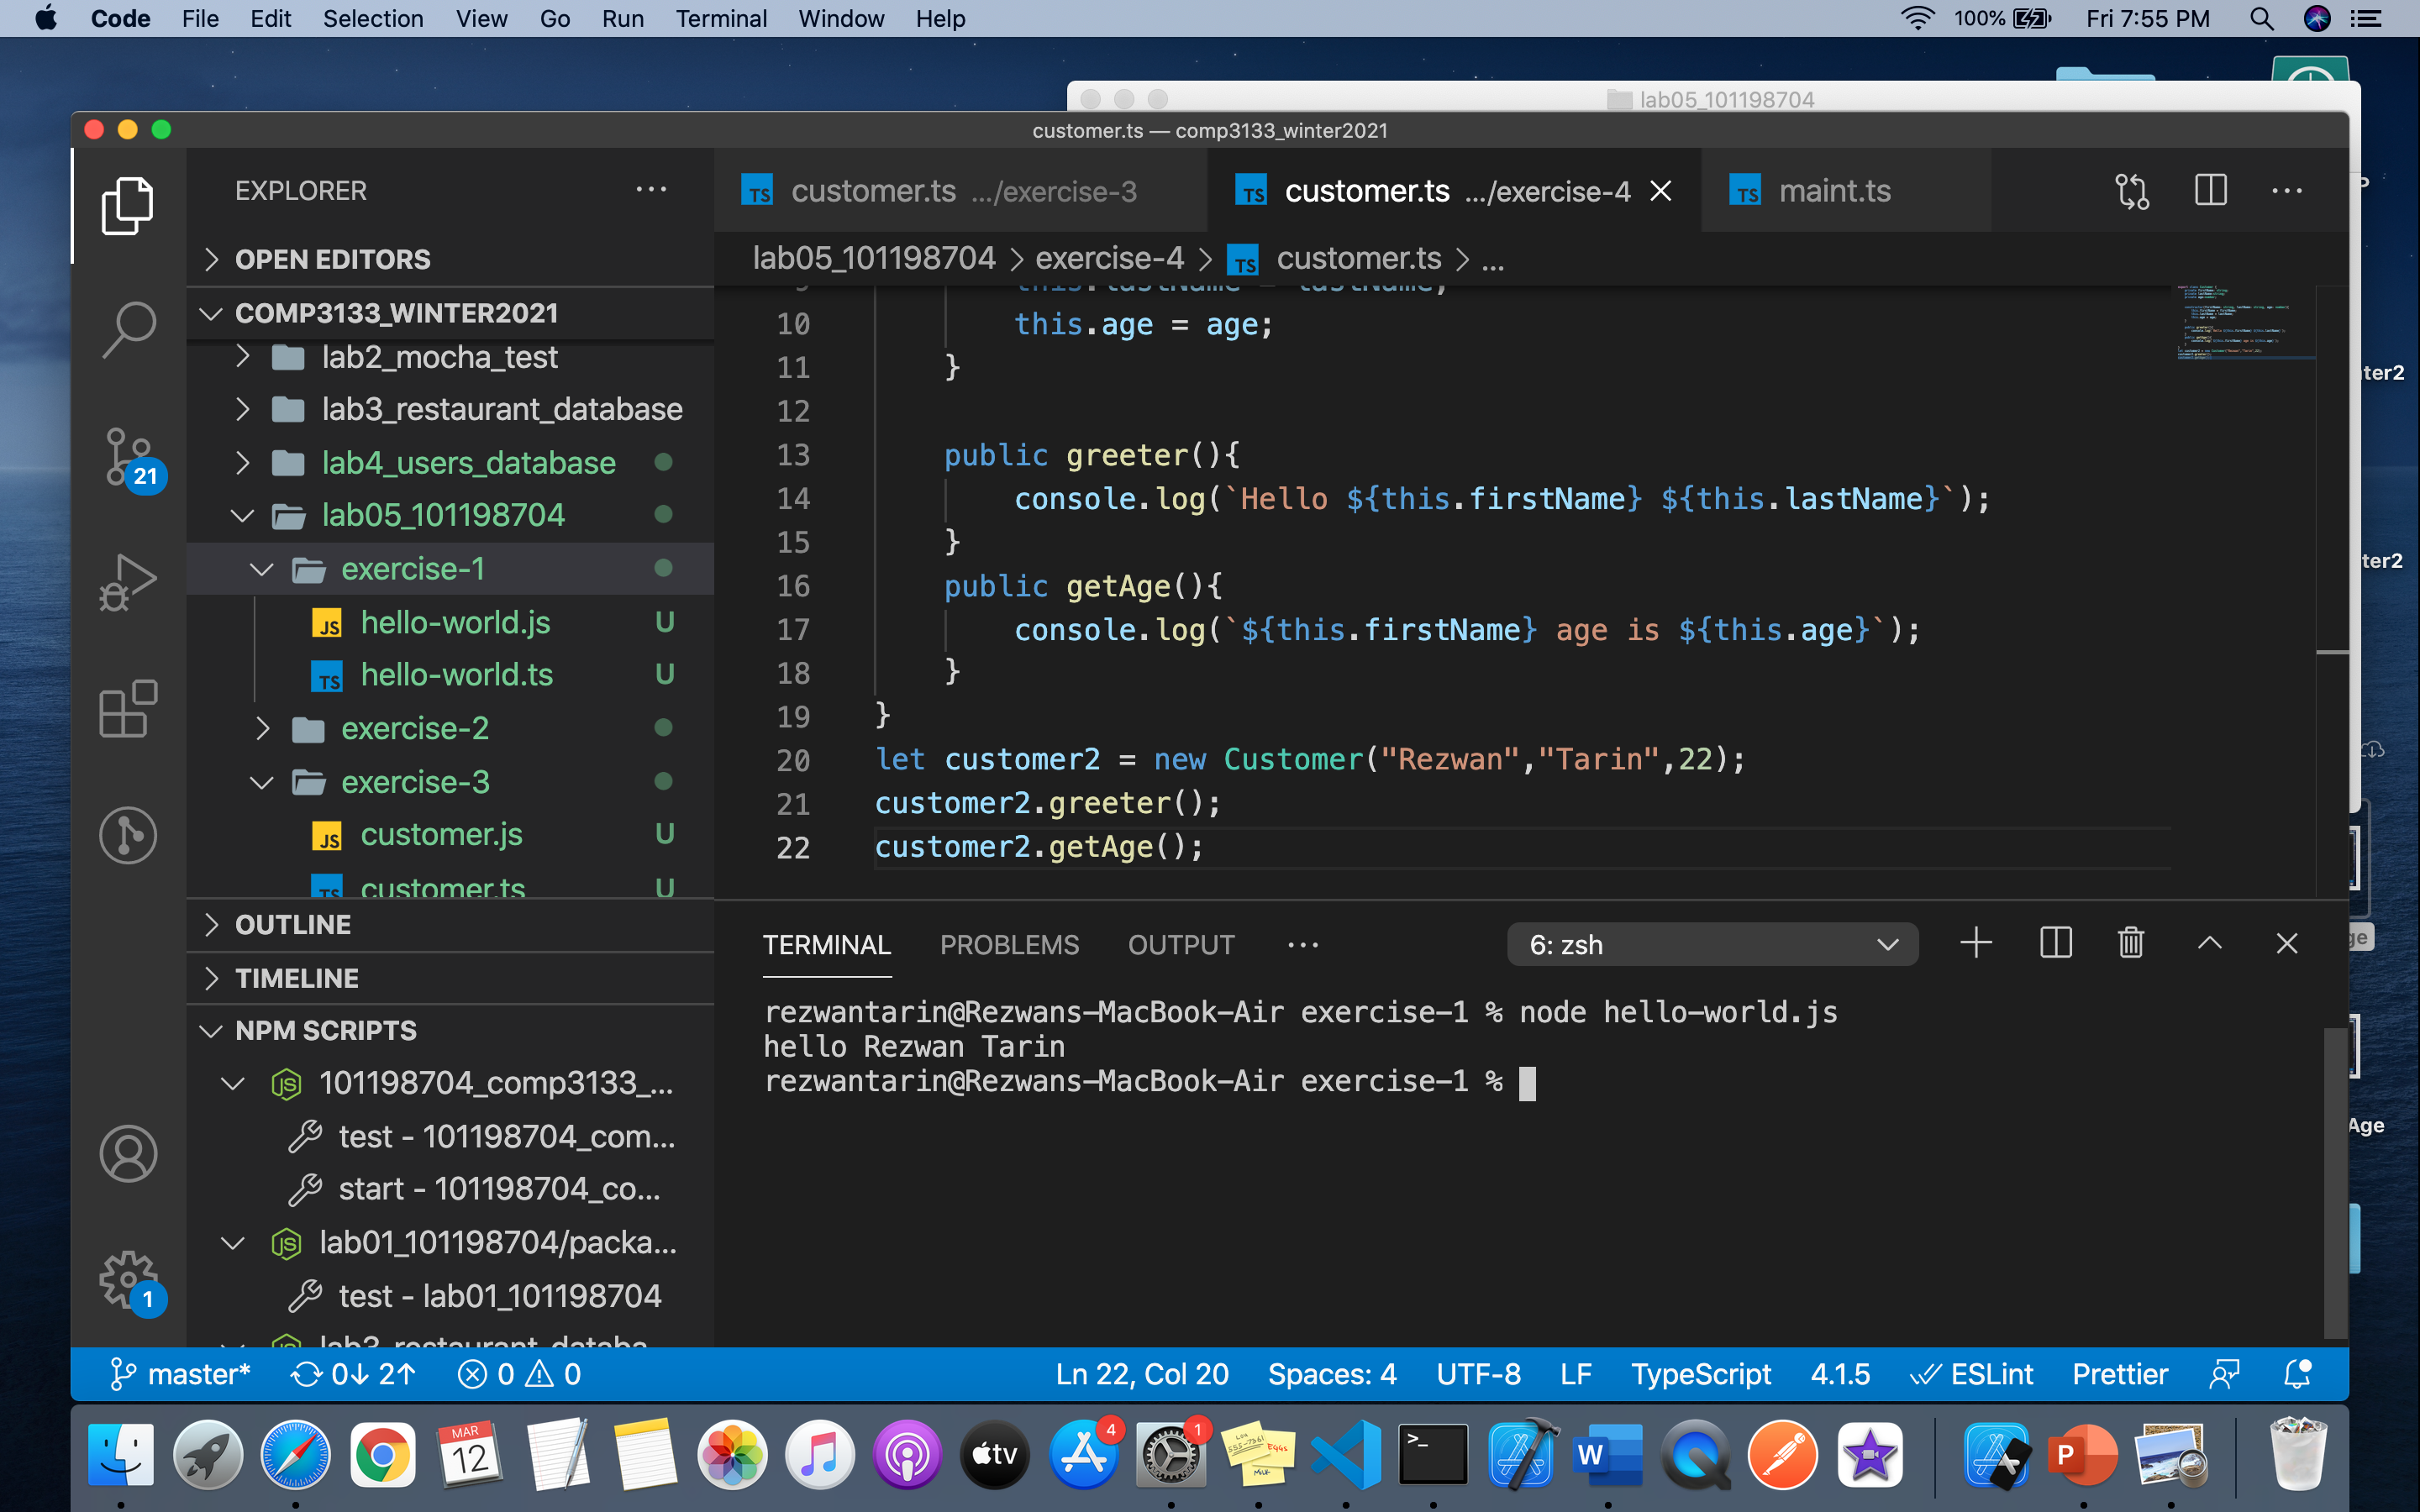 Code File Edit Selection View Go Run Terminal Window Help 100% Fri 7:55 PM
lab05_101198704
customer.ts — comp3133_winter2021
EXPLORER
customer.ts .../exercise-3 customer.ts .../exercise-4 maint.ts
OPEN EDITORS
lab05_101198704 > exercise-4 > customer.ts > ...
COMP3133_WINTER2021
lab2_mocha_test
lab3_restaurant_database
lab4_users_database
lab05_101198704
exercise-1
hello-world.js U
hello-world.ts U
exercise-2
exercise-3
customer.js U
customer.ts U
21
OUTLINE
TIMELINE
NPM SCRIPTS
101198704_comp3133_...
test - 101198704_com...
start - 101198704_co...
lab01_101198704/packa...
test - lab01_101198704
lab3_restaurant_databa
1
9 this.lastName = lastName;
10 this.age = age;
11 }
12
13 public greeter(){
14 console.log(`Hello ${this.firstName} ${this.lastName}`);
15 }
16 public getAge(){
17 console.log(`${this.firstName} age is ${this.age}`);
18 }
19 }
20 let customer2 = new Customer("Rezwan","Tarin",22);
21 customer2.greeter();
22 customer2.getAge();
TERMINAL PROBLEMS OUTPUT ... 6: zsh
rezwantarin@Rezwans-MacBook-Air exercise-1 % node hello-world.js
hello Rezwan Tarin
rezwantarin@Rezwans-MacBook-Air exercise-1 %
master* 0↓ 2↑ 0 0 Ln 22, Col 20 Spaces: 4 UTF-8 LF TypeScript 4.1.5 ESLint Prettier
ter2
ter2
ge
Age
MAR
12
tv
4
1